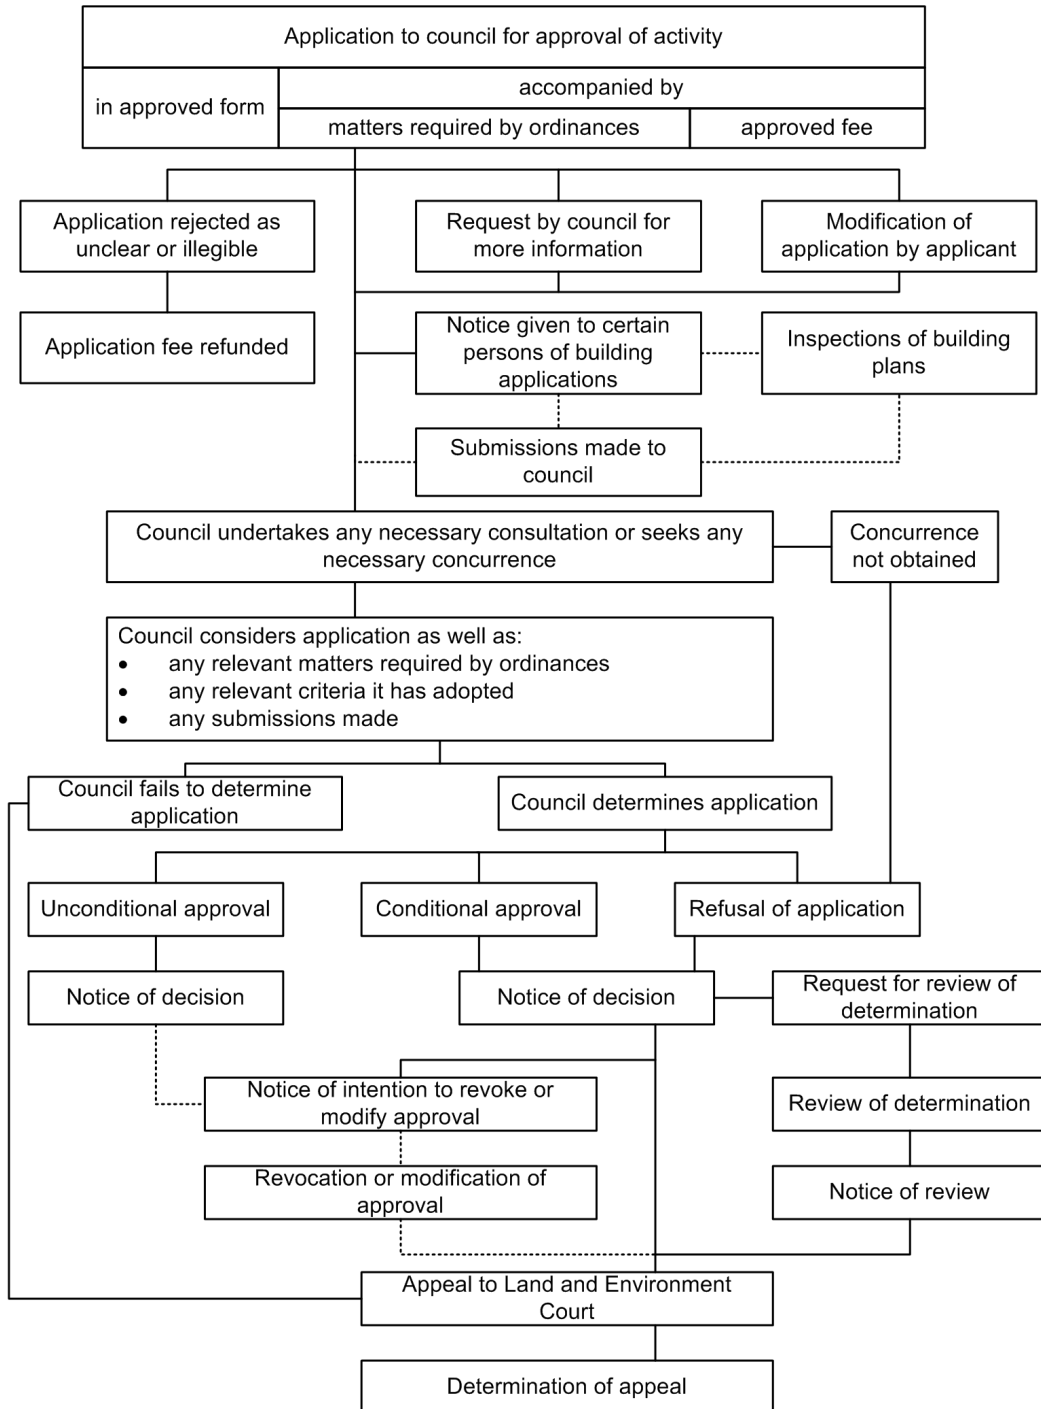 Application to council for approval of activity
in approved form
accompanied by
matters required by ordinances
approved fee
Application rejected as
unclear or illegible
Request by council for
more information
Modification of
application by applicant
Application fee refunded
Notice given to certain
persons of building
applications
Inspections of building
plans
Submissions made to
council
Council undertakes any necessary consultation or seeks any
necessary concurrence
Concurrence
not obtained
Council considers application as well as:
• any relevant matters required by ordinances
• any relevant criteria it has adopted
• any submissions made
Council fails to determine
application
Council determines application
Unconditional approval
Conditional approval
Refusal of application
Notice of decision
Notice of decision
Request for review of
determination
Notice of intention to revoke or
modify approval
Review of determination
Revocation or modification of
approval
Notice of review
Appeal to Land and Environment
Court
Determination of appeal